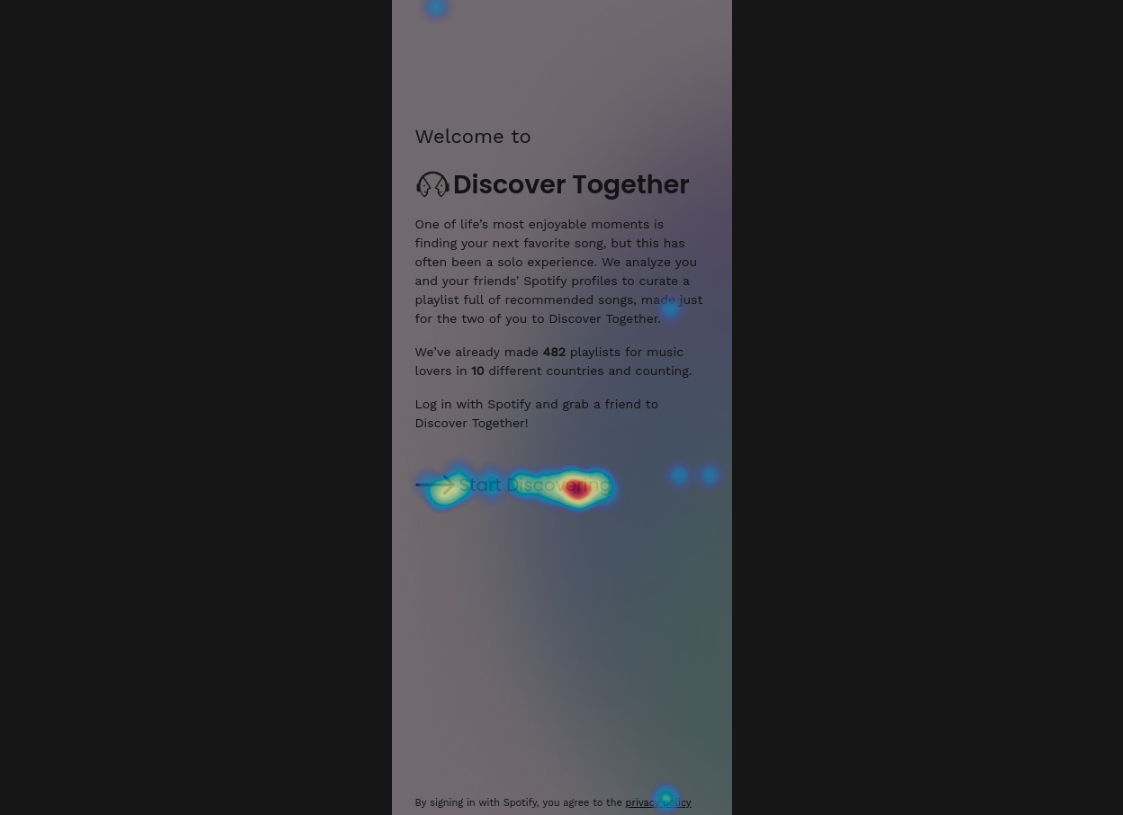 Welcome to
Discover Together
One of life's most enjoyable moments is
finding your next favorite song, but this has
often been a solo experience. We analyze you
and your friends' Spotify profiles to curate a
playlist full of recommended songs, made just
for the two of you to Discover Together.
We've already made 482 playlists for music
lovers in 10 different countries and counting.
Log in with Spotify and grab a friend to
Discover Together!
Start Discovering
By signing in with Spotify, you agree to the privacy policy